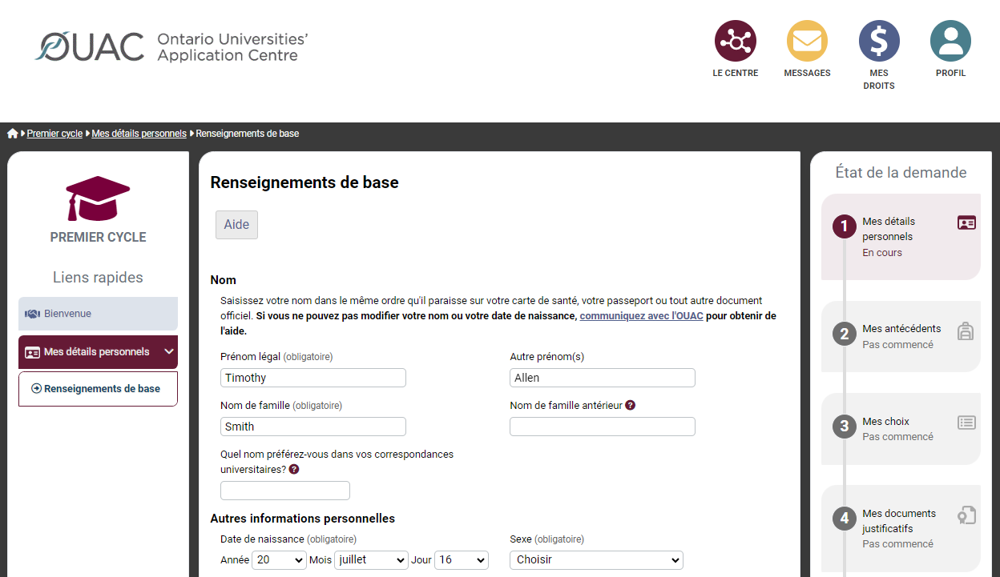 OUAC
Ontario Universities'
Application Centre
LE CENTRE
MESSAGES
MES
DROITS
PROFIL
Premier cycle
Mes détails personnels
Renseignements de base
PREMIER CYCLE
Liens rapides
Bienvenue
Mes détails personnels
Renseignements de base
Renseignements de base
Aide
Nom
Saisissez votre nom dans le même ordre qu'il paraisse sur votre carte de santé, votre passeport ou tout autre document
officiel. Si vous ne pouvez pas modifier votre nom ou votre date de naissance, communiquez avec l'OUAC pour obtenir de
l'aide.
Prénom légal (obligatoire)
Timothy
Autre prénom(s)
Allen
Nom de famille (obligatoire)
Smith
Nom de famille antérieur ?
Quel nom préférez-vous dans vos correspondances
universitaires? ?
Autres informations personnelles
Date de naissance (obligatoire)
Année 20 Mois juillet Jour 16
Sexe (obligatoire)
Choisir
État de la demande
1 Mes détails
personnels
En cours
2 Mes antécédents
Pas commencé
3 Mes choix
Pas commencé
4 Mes documents
justificatifs
Pas commencé